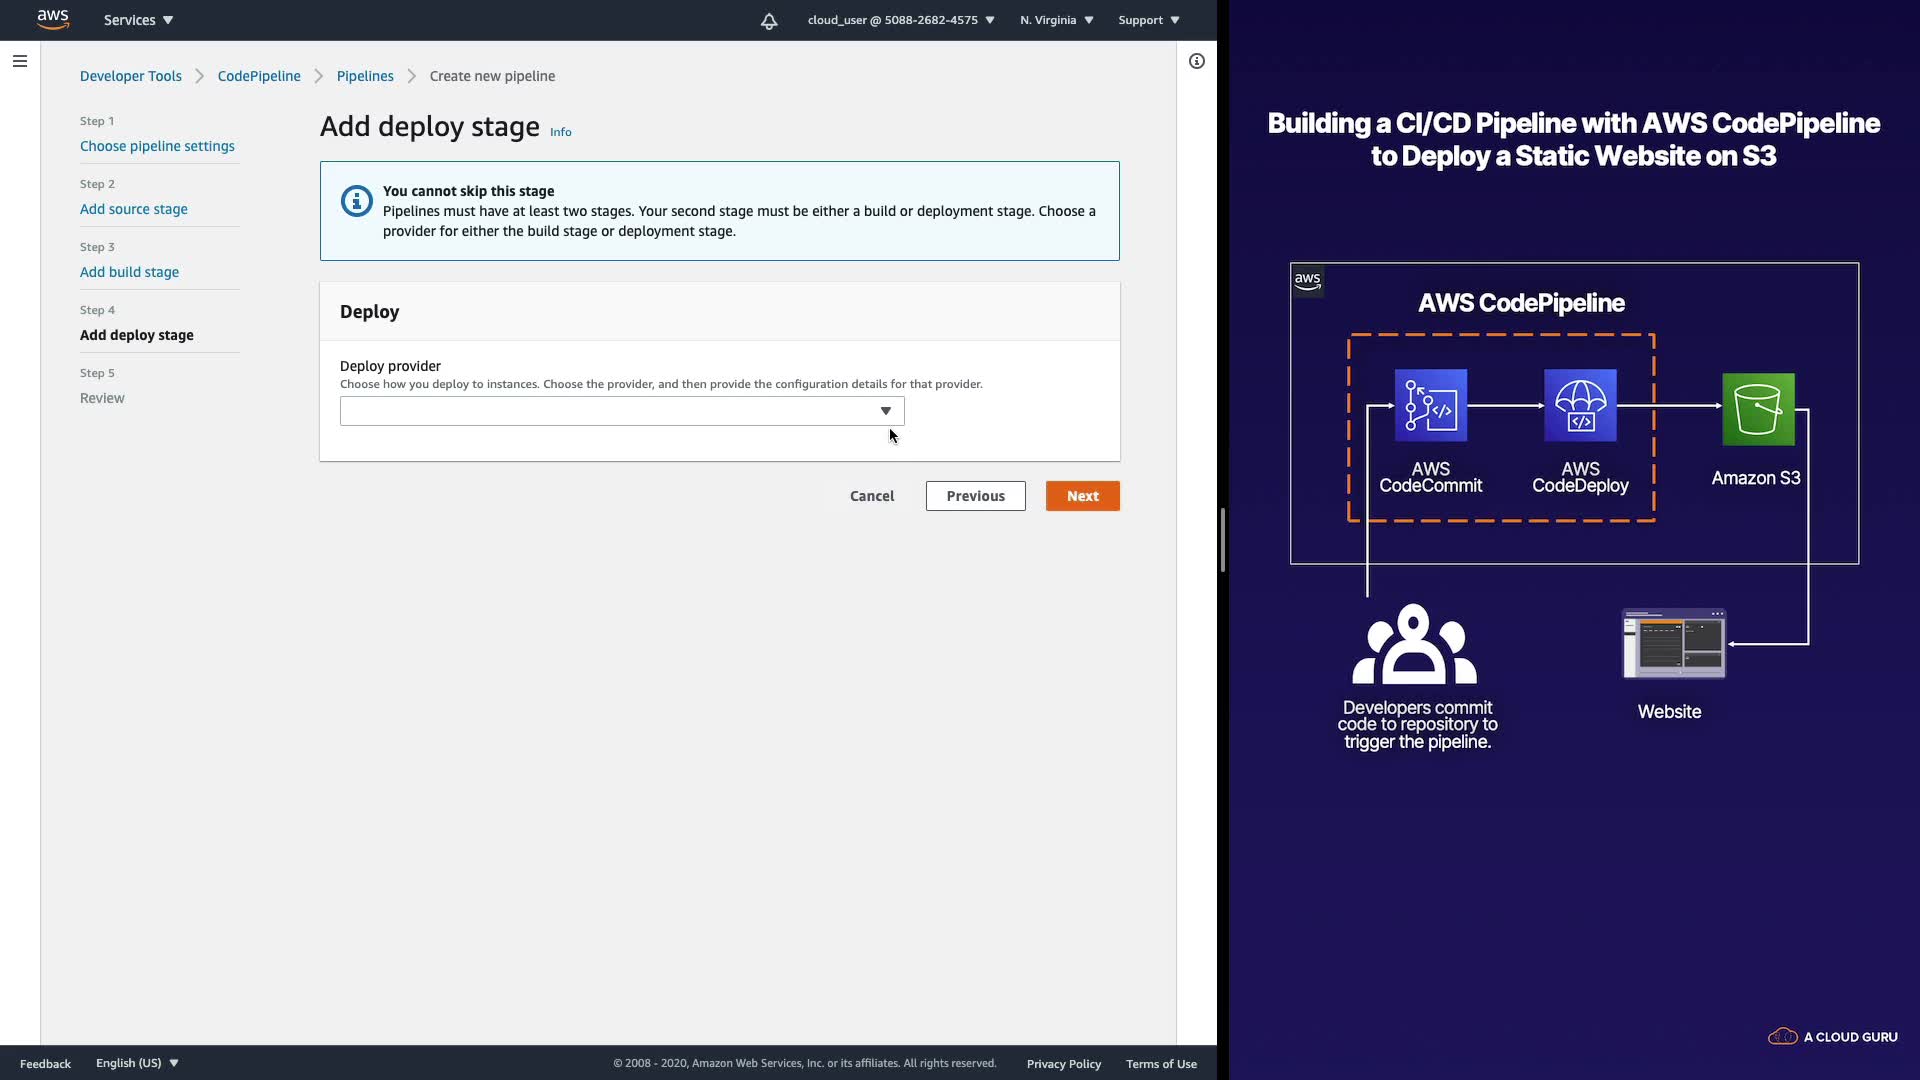 aws
Services
cloud_user @ 5088-2682-4575
N. Virginia
Support
Developer Tools
CodePipeline
Pipelines
Create new pipeline
Step 1
Choose pipeline settings
Step 2
Add source stage
Step 3
Add build stage
Step 4
Add deploy stage
Step 5
Review
Add deploy stage Info
You cannot skip this stage
Pipelines must have at least two stages. Your second stage must be either a build or deployment stage. Choose a
provider for either the build stage or deployment stage.
Deploy
Deploy provider
Choose how you deploy to instances. Choose the provider, and then provide the configuration details for that provider.
Cancel
Previous
Next
Feedback
English (US)
© 2008 - 2020, Amazon Web Services, Inc. or its affiliates. All rights reserved.
Privacy Policy
Terms of Use
Building a CI/CD Pipeline with AWS CodePipeline
to Deploy a Static Website on S3
aws
AWS CodePipeline
AWS
CodeCommit
AWS
CodeDeploy
Amazon S3
Developers commit
code to repository to
trigger the pipeline.
Website
A CLOUD GURU